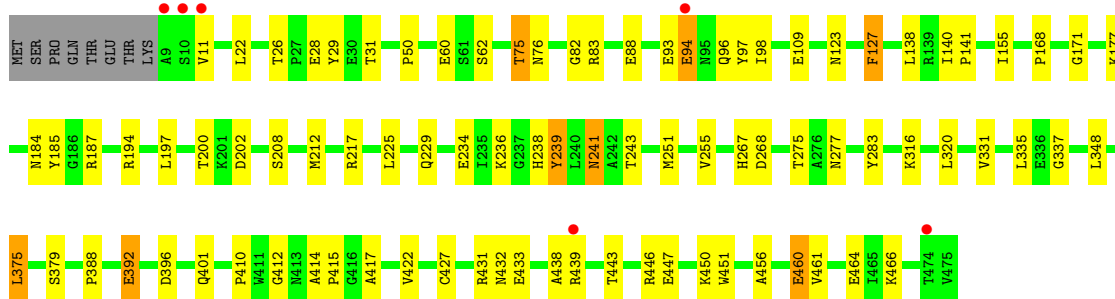 MET SER PRO GLN THR GLU THR LYS A9 S10 V11 L22 T26 P27 E28 Y29 E30 T31 P50 E60 S61 S62 T75 N76 G82 R83 E88 E93 E94 N95 Q96 Y97 I98 E109 N123 F127 L138 R139 I140 P141 I155 P168 G171 K177
N184 Y185 G186 R187 R194 L197 T200 K201 D202 S208 M212 R217 L225 Q229 E234 I235 K236 G237 H238 Y239 L240 N241 A242 T243 M251 V255 H267 D268 T275 A276 N277 Y283 K316 L320 V331 L335 E336 G337 L348
L375 S379 P388 E392 D396 Q401 P410 W411 G412 N413 A414 P415 G416 A417 V422 C427 R431 N432 E433 A438 R439 T443 R446 E447 K450 W451 A456 E460 V461 E464 I465 K466 T474 V475